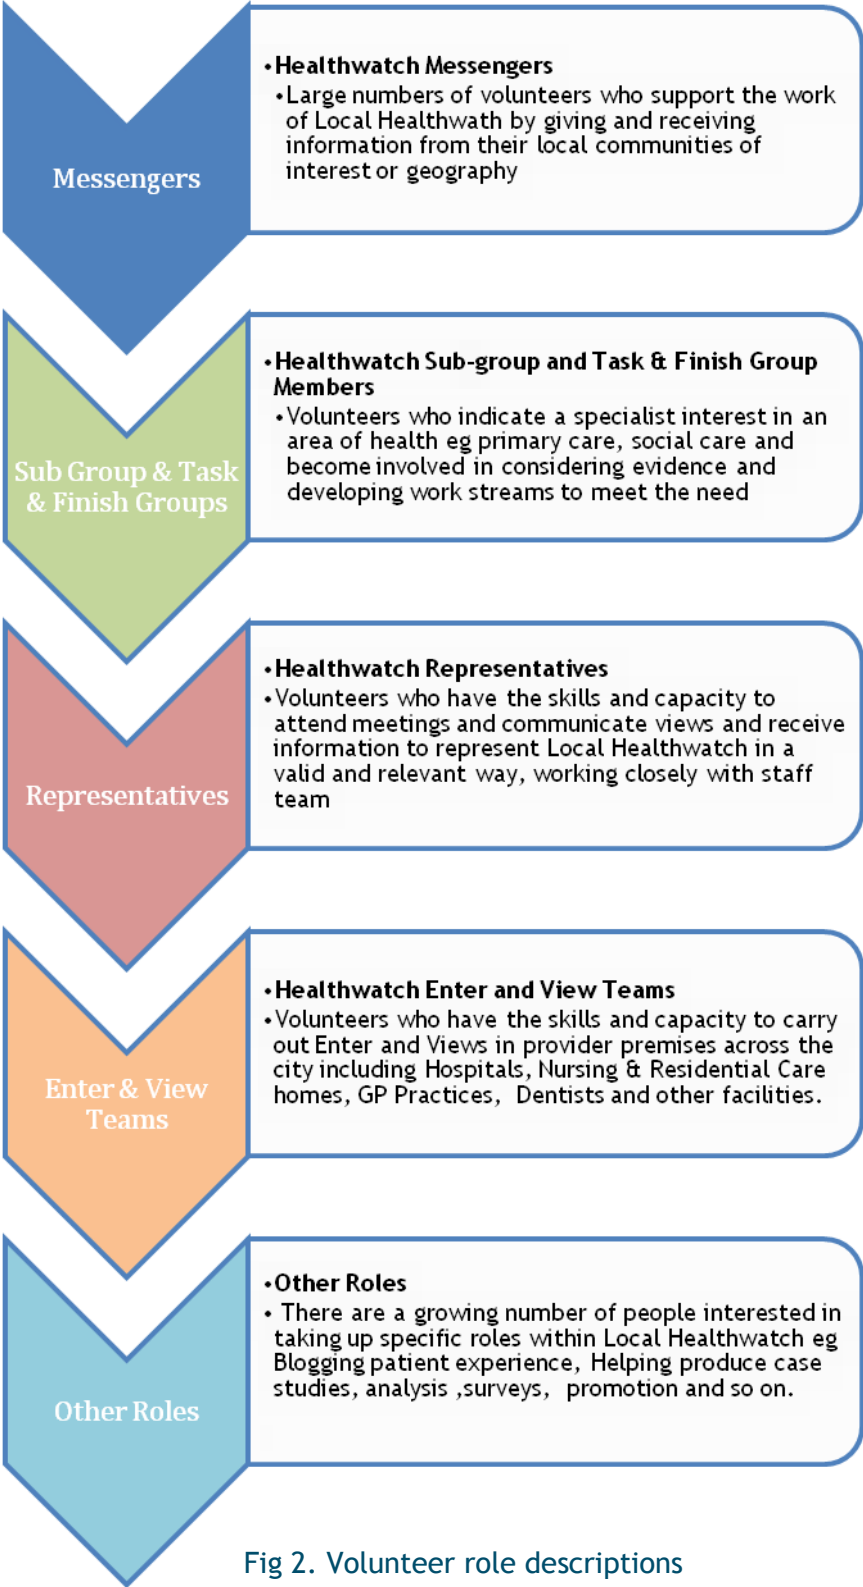 Messengers
•Healthwatch Messengers
•Large numbers of volunteers who support the work
of Local Healthwath by giving and receiving
information from their local communities of
interest or geography
Sub Group & Task
& Finish Groups
•Healthwatch Sub-group and Task & Finish Group
Members
•Volunteers who indicate a specialist interest in an
area of health eg primary care, social care and
become involved in considering evidence and
developing work streams to meet the need
Representatives
•Healthwatch Representatives
•Volunteers who have the skills and capacity to
attend meetings and communicate views and receive
information to represent Local Healthwatch in a
valid and relevant way, working closely with staff
team
Enter & View
Teams
•Healthwatch Enter and View Teams
•Volunteers who have the skills and capacity to carry
out Enter and Views in provider premises across the
city including Hospitals, Nursing & Residential Care
homes, GP Practices,  Dentists and other facilities.
Other Roles
•Other Roles
• There are a growing number of people interested in
taking up specific roles within Local Healthwatch eg
Blogging patient experience, Helping produce case
studies, analysis ,surveys,  promotion and so on.
Fig 2. Volunteer role descriptions